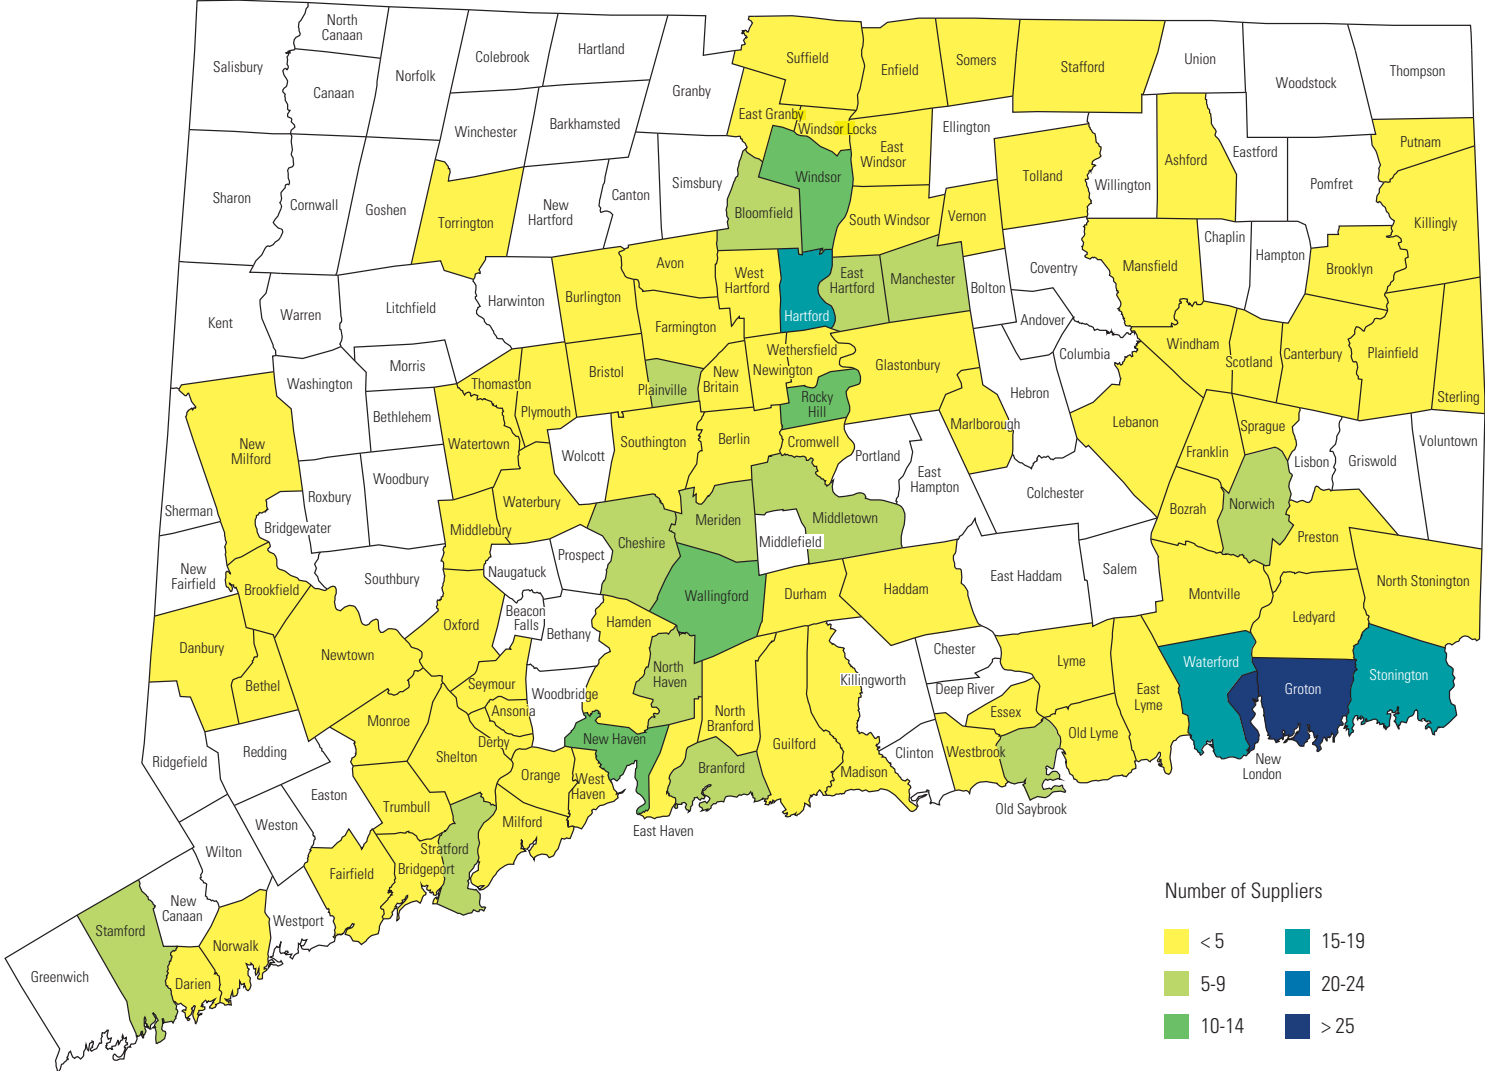 North
Canaan
Salisbury
Canaan
Norfolk
Colebrook
Hartland
Granby
Suffield
Enfield
Somers
Stafford
Union
Woodstock
Thompson
Winchester
Barkhamsted
East Granby
Windsor Locks
East
Windsor
Ellington
Tolland
Willington
Ashford
Eastford
Pomfret
Putnam
Killingly
Sharon
Cornwall
Goshen
Torrington
New
Hartford
Canton
Simsbury
Bloomfield
Windsor
South Windsor
Vernon
Mansfield
Chaplin
Hampton
Brooklyn
Kent
Warren
Litchfield
Harwinton
Burlington
Avon
West
Hartford
Hartford
East
Hartford
Manchester
Bolton
Coventry
Andover
Columbia
Windham
Scotland
Canterbury
Plainfield
Sterling
Washington
Morris
Bethlehem
Thomaston
Plymouth
Bristol
Farmington
Plainville
New
Britain
Newington
Wethersfield
Rocky
Hill
Glastonbury
Hebron
Marlborough
Lebanon
Franklin
Sprague
Lisbon
Griswold
Voluntown
New
Milford
Sherman
Roxbury
Woodbury
Watertown
Wolcott
Southington
Berlin
Cromwell
Portland
East
Hampton
Colchester
Bozrah
Norwich
Preston
Bridgewater
Middlebury
Waterbury
Cheshire
Meriden
Middlefield
Middletown
New
Fairfield
Brookfield
Southbury
Naugatuck
Prospect
Wallingford
Durham
Haddam
East Haddam
Salem
Montville
Ledyard
North Stonington
Danbury
Bethel
Newtown
Oxford
Beacon
Falls
Bethany
Hamden
North
Haven
Killingworth
Chester
Deep River
Essex
Lyme
East
Lyme
Waterford
Groton
Stonington
Ridgefield
Redding
Monroe
Seymour
Ansonia
Derby
Woodbridge
New Haven
North
Branford
Branford
Guilford
Madison
Clinton
Westbrook
Old Saybrook
Old Lyme
New
London
Shelton
Orange
West
Haven
East Haven
Easton
Trumbull
Milford
Stratford
Bridgeport
Weston
Wilton
Fairfield
New
Canaan
Westport
Norwalk
Darien
Stamford
Greenwich
Number of Suppliers
< 5
5-9
10-14
15-19
20-24
> 25